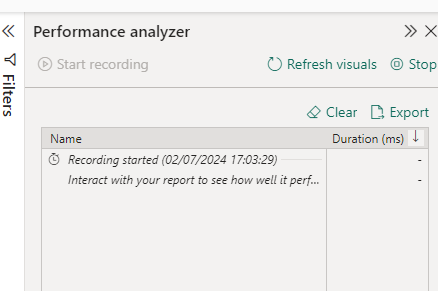 Performance analyzer
Start recording
Refresh visuals
Stop
Filters
Clear
Export
Name
Duration (ms)
Recording started (02/07/2024 17:03:29)
-
Interact with your report to see how well it perf...
-